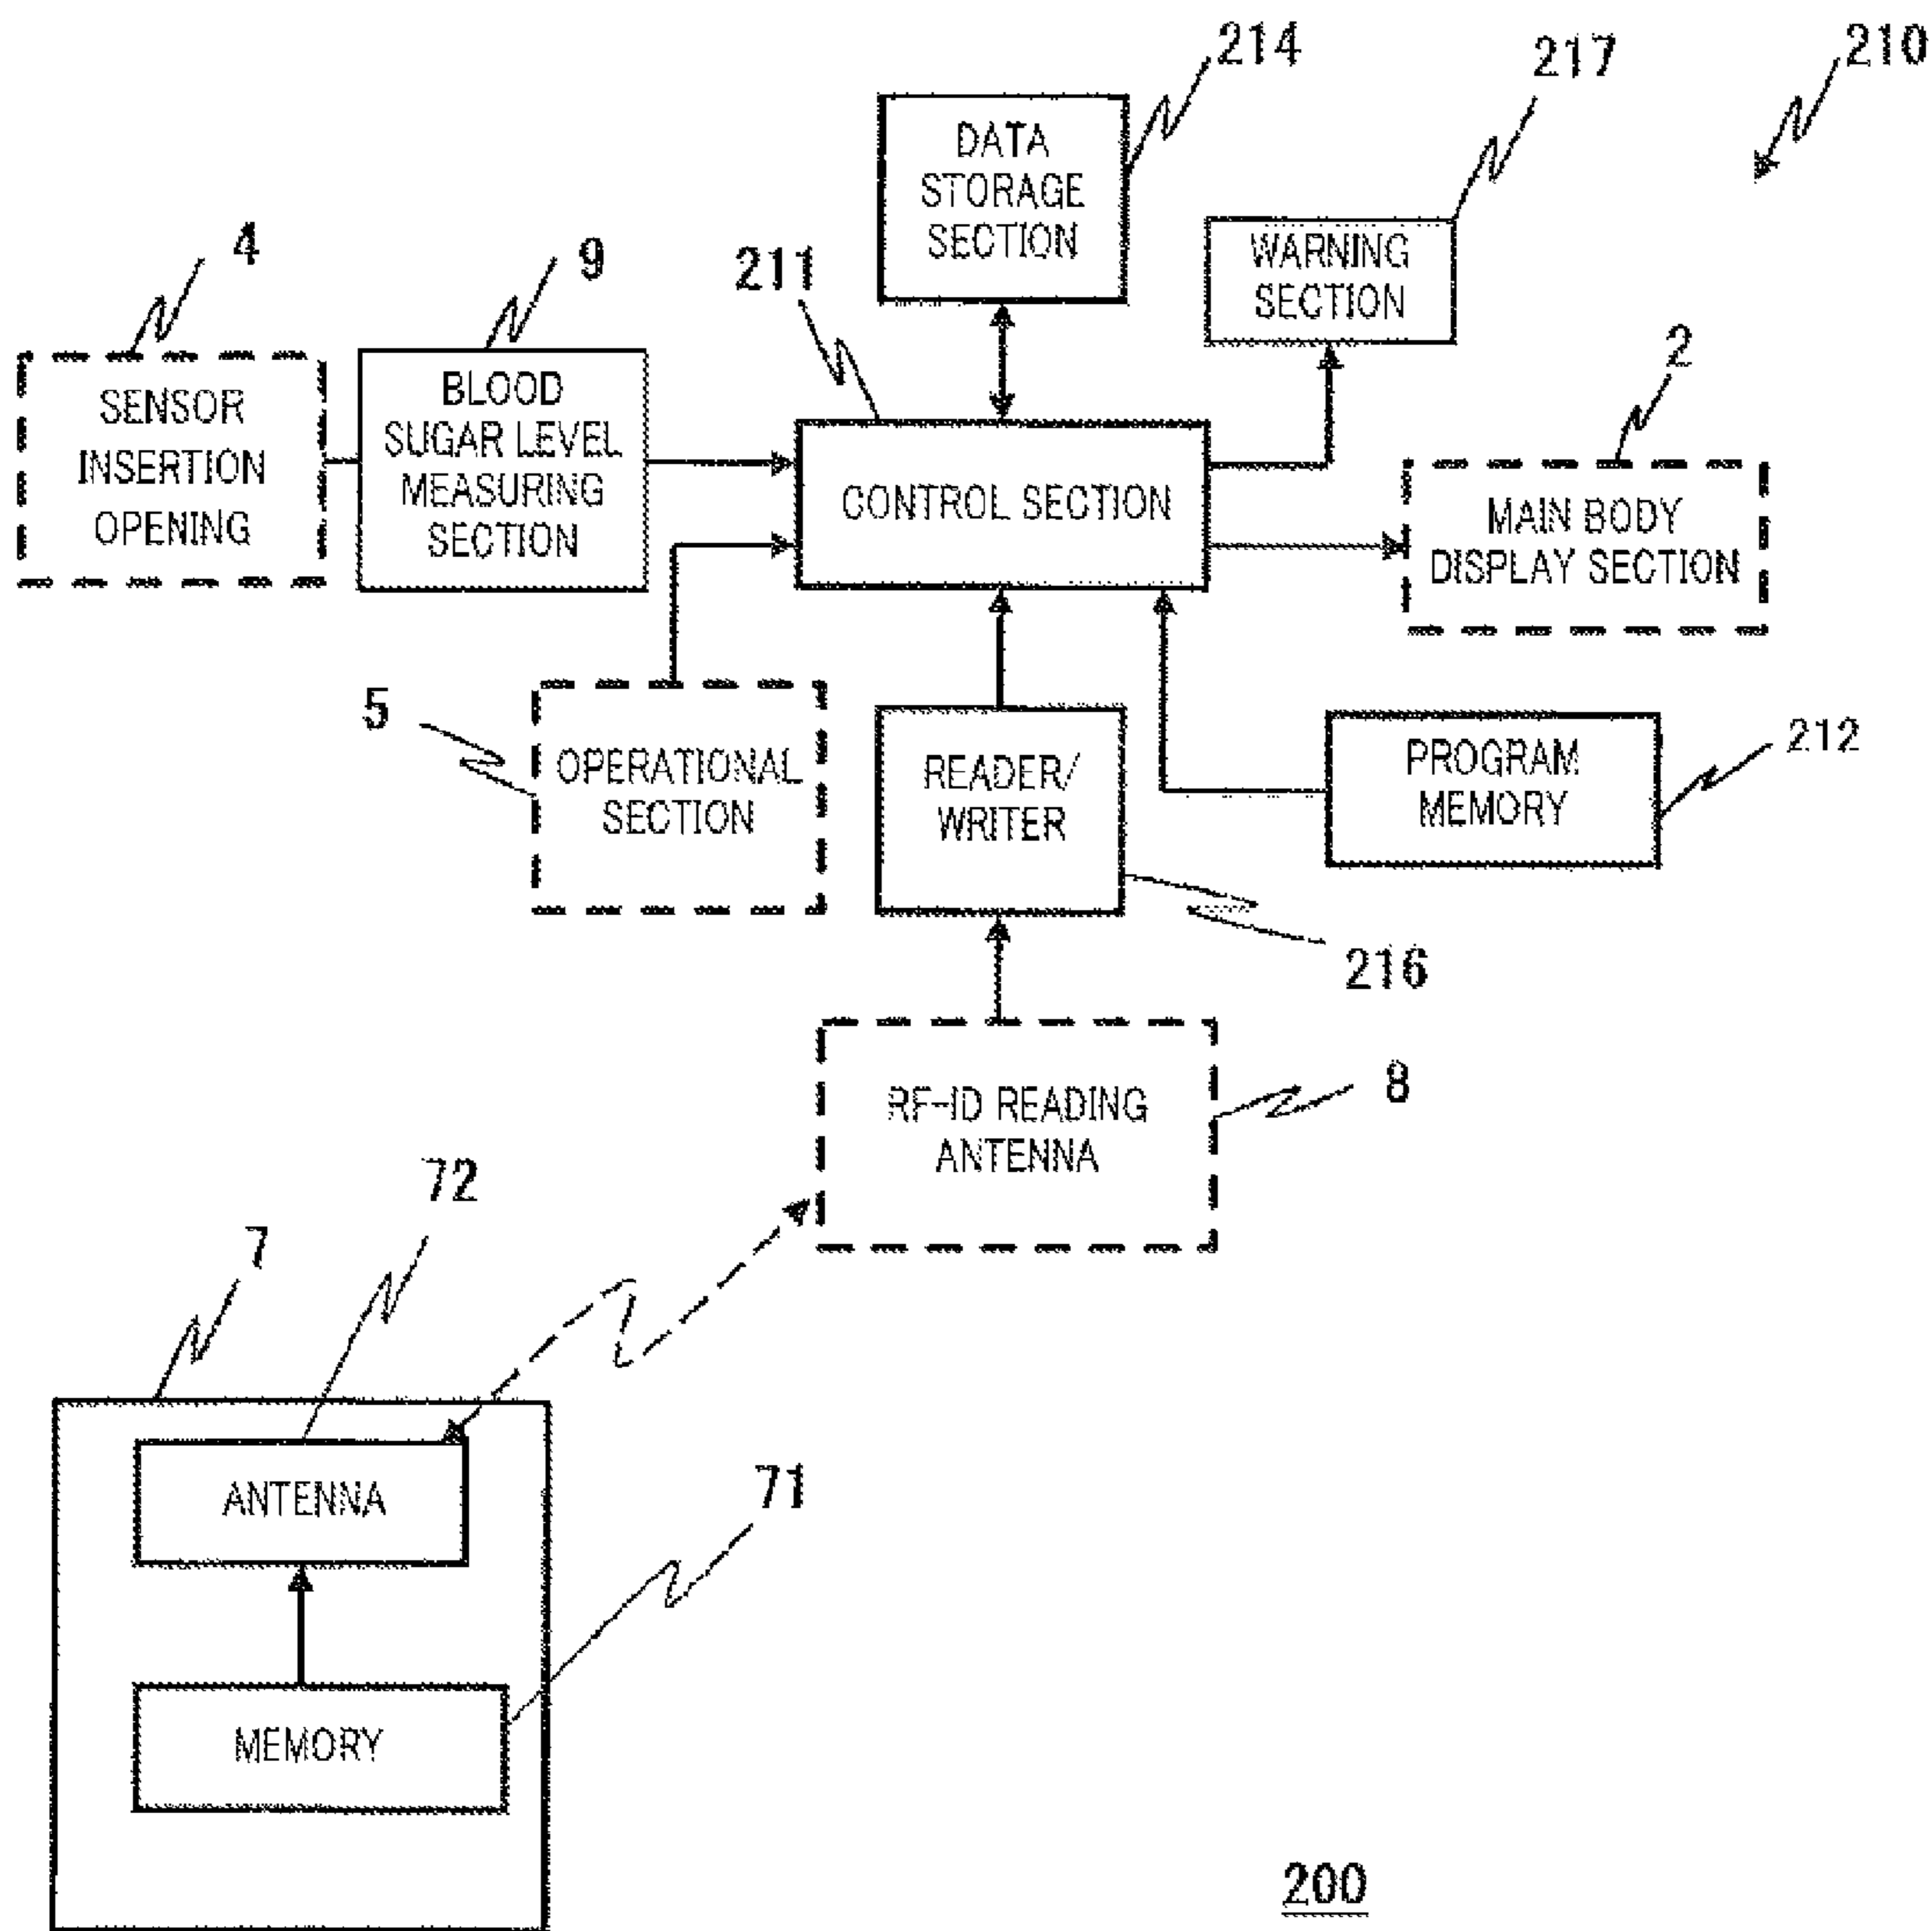 214
217
210
DATA
STORAGE
SECTION
WARNING
SECTION
4
9
211
2
SENSOR
INSERTION
OPENING
BLOOD
SUGAR LEVEL
MEASURING
SECTION
CONTROL SECTION
MAIN BODY
DISPLAY SECTION
5
OPERATIONAL
SECTION
READER/
WRITER
PROGRAM
MEMORY
212
216
RF-ID READING
ANTENNA
8
72
7
ANTENNA
71
MEMORY
200